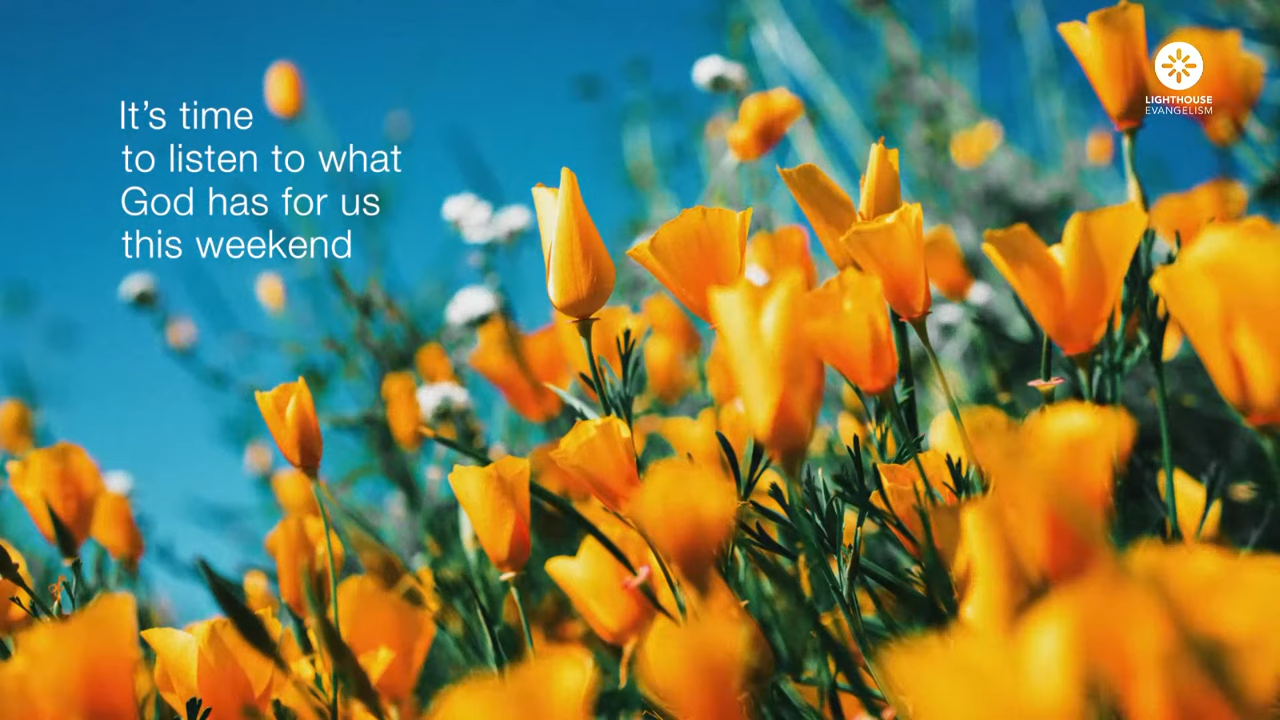 It's time
to listen to what
God has for us
this weekend
LIGHTHOUSE
EVANGELISM